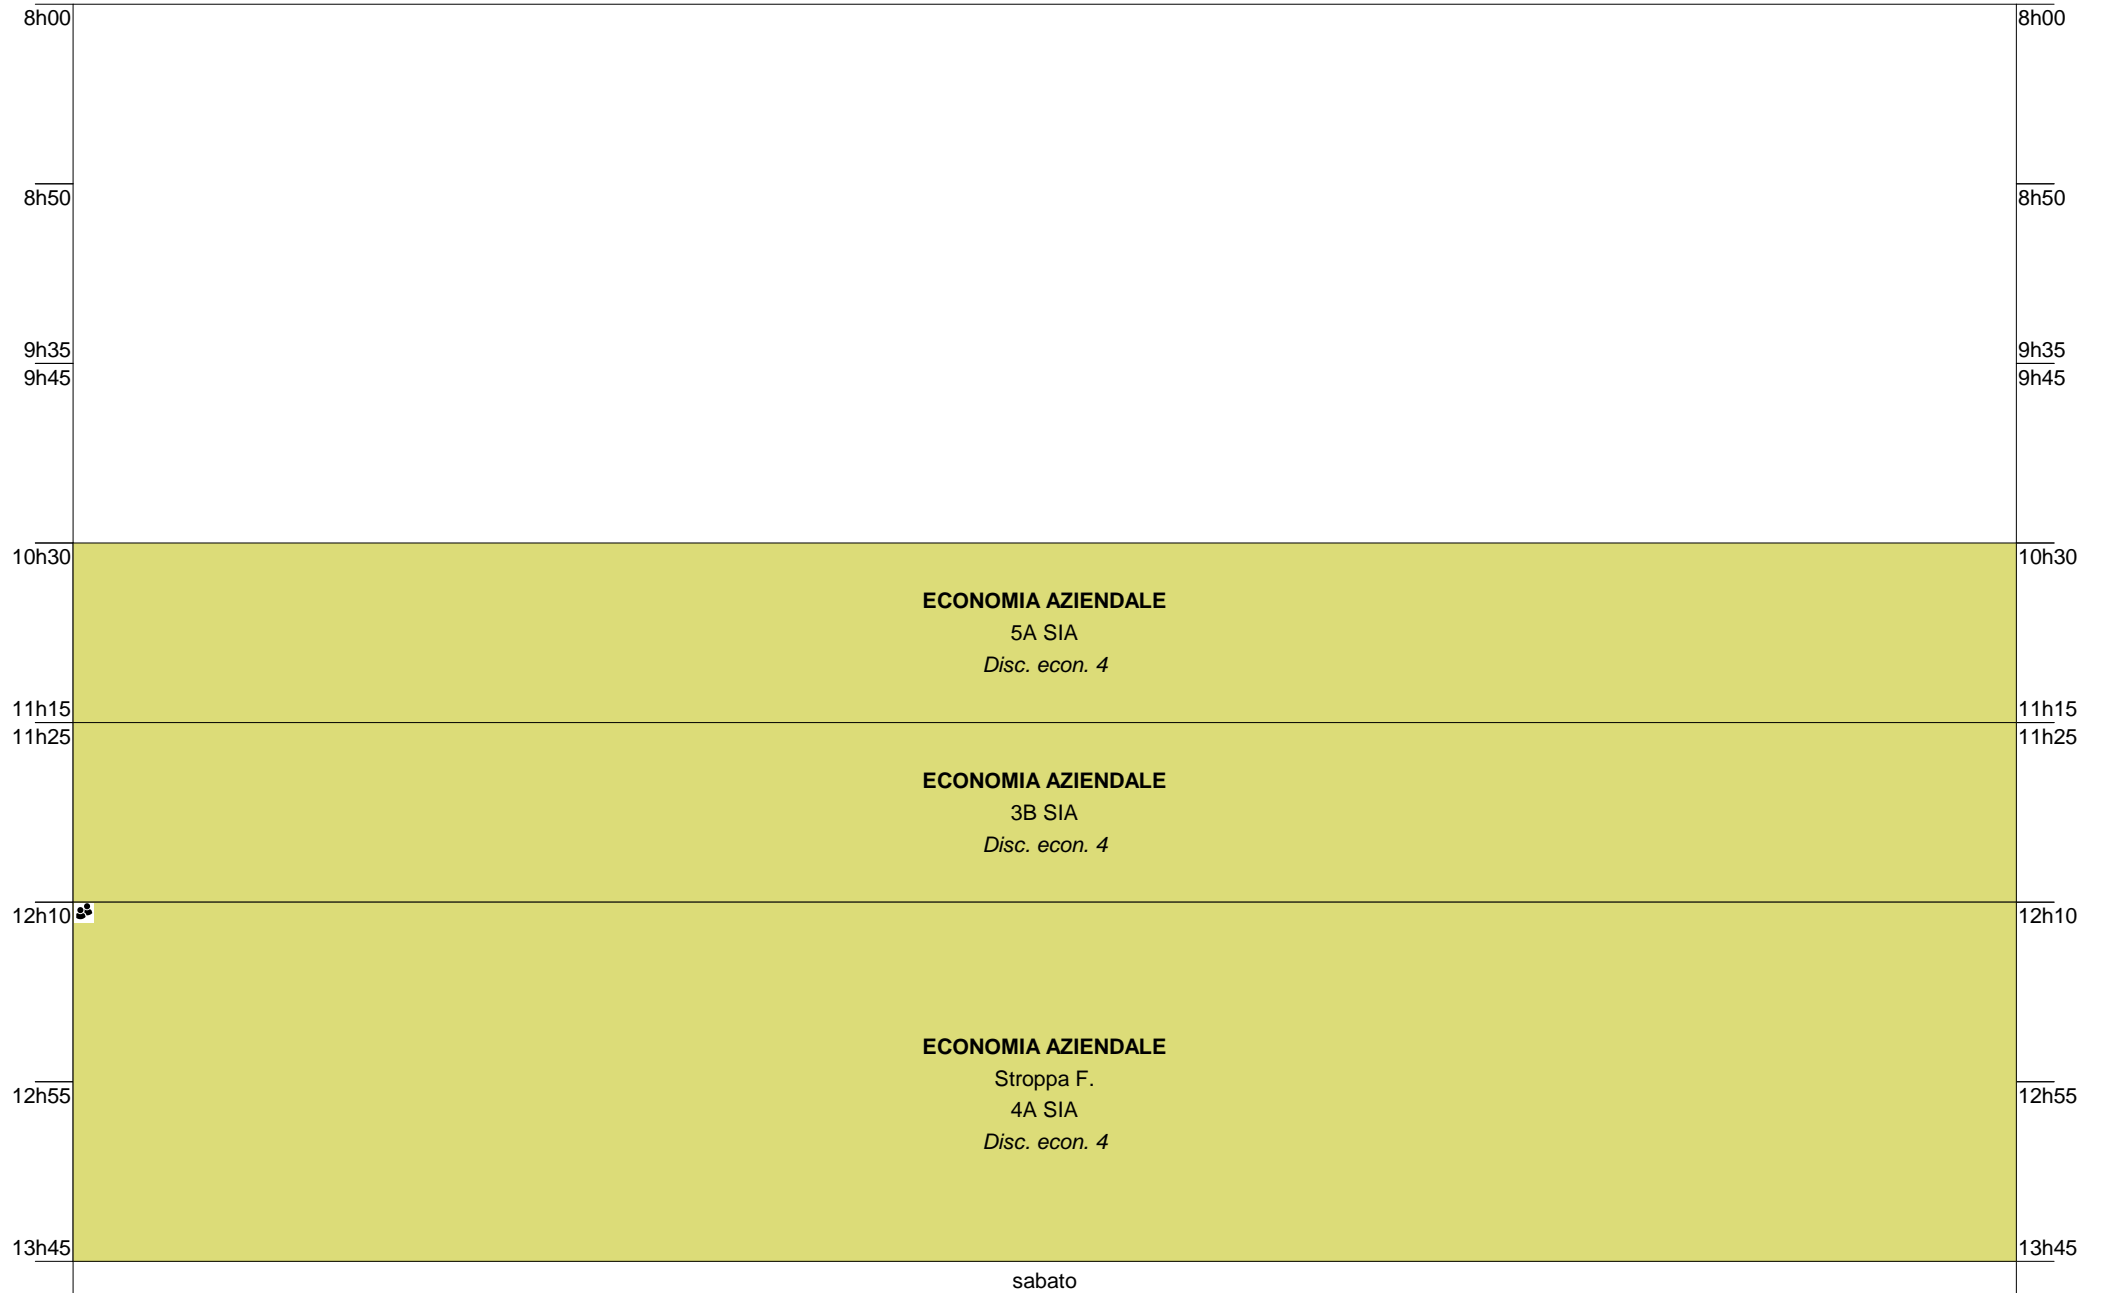 8h00
8h00
8h50
8h50
9h35
9h35
9h45
9h45
10h30
10h30
ECONOMIA AZIENDALE
5A SIA
Disc. econ. 4
11h15
11h15
11h25
11h25
ECONOMIA AZIENDALE
3B SIA
Disc. econ. 4
12h10
12h10
ECONOMIA AZIENDALE
Stroppa F.
12h55
12h55
4A SIA
Disc. econ. 4
13h45
13h45
sabato